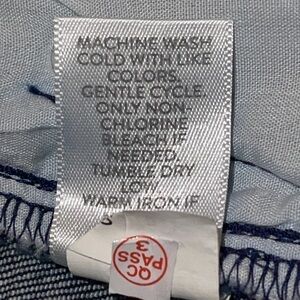 MACHINE WASH
COLD WITH LIKE
COLORS.
GENTLE CYCLE.
ONLY NON-
CHLORINE
BLEACH IF
NEEDED.
TUMBLE DRY
LOW.
WARM IRON IF
QC
PASS
3